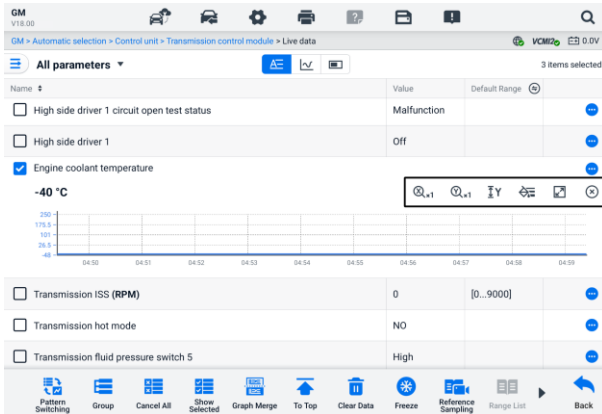 GM
V18.00
GM > Automatic selection > Control unit > Transmission control module > Live data
VCMI2 0.0V
All parameters
3 items selected
Name Value Default Range
High side driver 1 circuit open test status Malfunction
High side driver 1 Off
Engine coolant temperature
-40 °C
X ×1 Y ×1 Y
250
175.5
101
26.5
-48
04:50 04:51 04:52 04:53 04:54 04:55 04:56 04:57 04:58 04:59
Transmission ISS (RPM) 0 [0...9000]
Transmission hot mode NO
Transmission fluid pressure switch 5 High
Pattern Switching Group Cancel All Show Selected Graph Merge To Top Clear Data Freeze Reference Sampling Range List Back